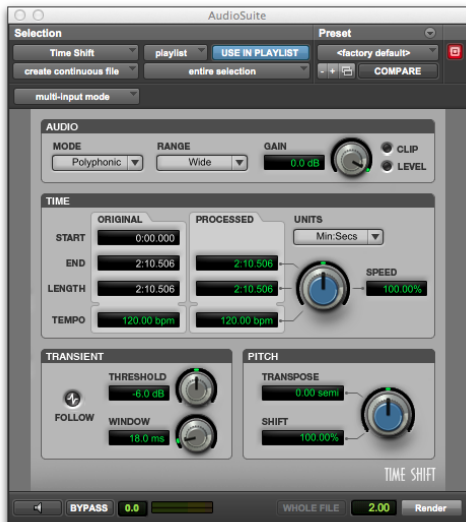 AudioSuite
Selection
Preset
Time Shift playlist USE IN PLAYLIST <factory default>
create continuous file entire selection - + COMPARE
multi-input mode
AUDIO
MODE RANGE GAIN CLIP
Polyphonic Wide 0.0 dB LEVEL
TIME
ORIGINAL PROCESSED UNITS
START 0:00.000 Min:Secs
END 2:10.506 2:10.506 SPEED
LENGTH 2:10.506 2:10.506 100.00%
TEMPO 120.00 bpm 120.00 bpm
TRANSIENT
THRESHOLD
-6.0 dB
FOLLOW
WINDOW
18.0 ms
PITCH
TRANSPOSE
0.00 semi
SHIFT
100.00%
TIME SHIFT
BYPASS 0.0 WHOLE FILE 2.00 Render